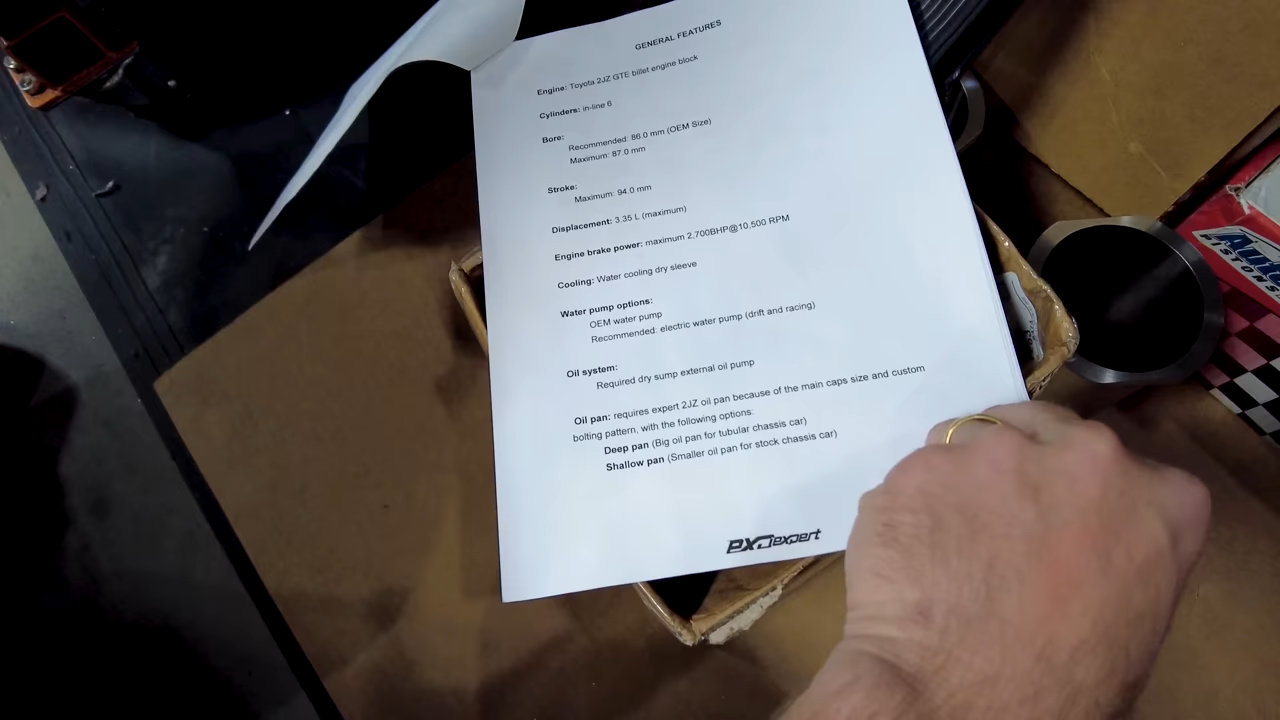 GENERAL FEATURES
Engine: Toyota 2JZ GTE billet engine block
Cylinders: in-line 6
Bore:
Recommended: 86.0 mm (OEM Size)
Maximum: 87.0 mm
Stroke:
Maximum: 94.0 mm
Displacement: 3.35 L (maximum)
Engine brake power: maximum 2,700BHP@10,500 RPM
Cooling: Water cooling dry sleeve
Water pump options:
OEM water pump
Recommended: electric water pump (drift and racing)
Oil system:
Required dry sump external oil pump
Oil pan: requires expert 2JZ oil pan because of the main caps size and custom
bolting pattern, with the following options:
Deep pan (Big oil pan for tubular chassis car)
Shallow pan (Smaller oil pan for stock chassis car)
expert
PISTONS